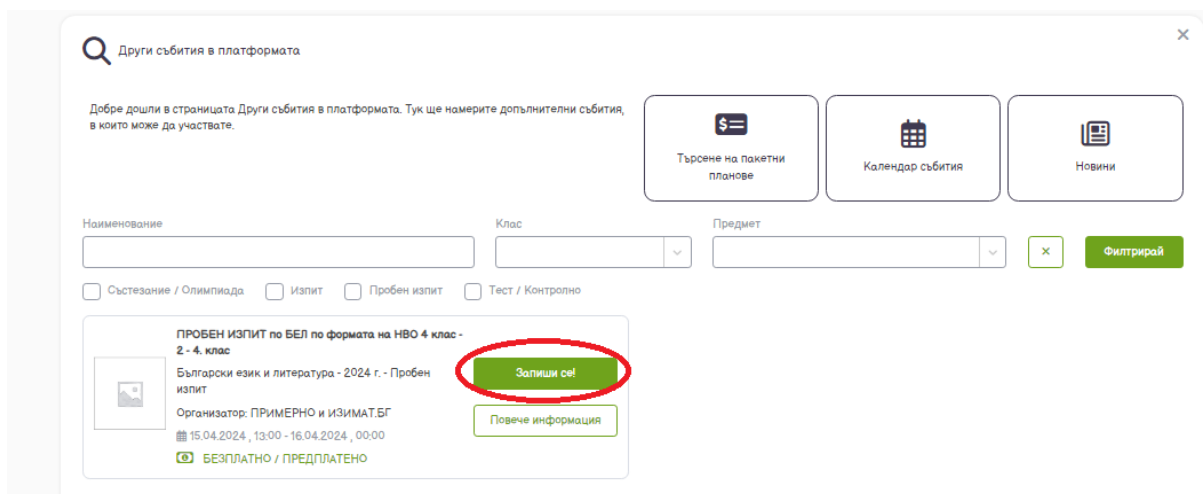 Други събития в платформата
Добре дошли в страницата Други събития в платформата. Тук ще намерите допълнителни събития,
в които може да участвате.
Търсене на пакетни
планове
Календар събития
Новини
Наименование
Клас
Предмет
Филтрирай
Състезание / Олимпиада
Изпит
Пробен изпит
Тест / Контролно
ПРОБЕН ИЗПИТ по БЕЛ по формата на НВО 4 клас -
2 - 4. клас
Български език и литература - 2024 г. - Пробен
изпит
Организатор: ПРИМЕРНО и ИЗИМАТ.БГ
15.04.2024 , 13:00 - 16.04.2024 , 00:00
БЕЗПЛАТНО / ПРЕДПЛАТЕНО
Запиши се!
Повече информация